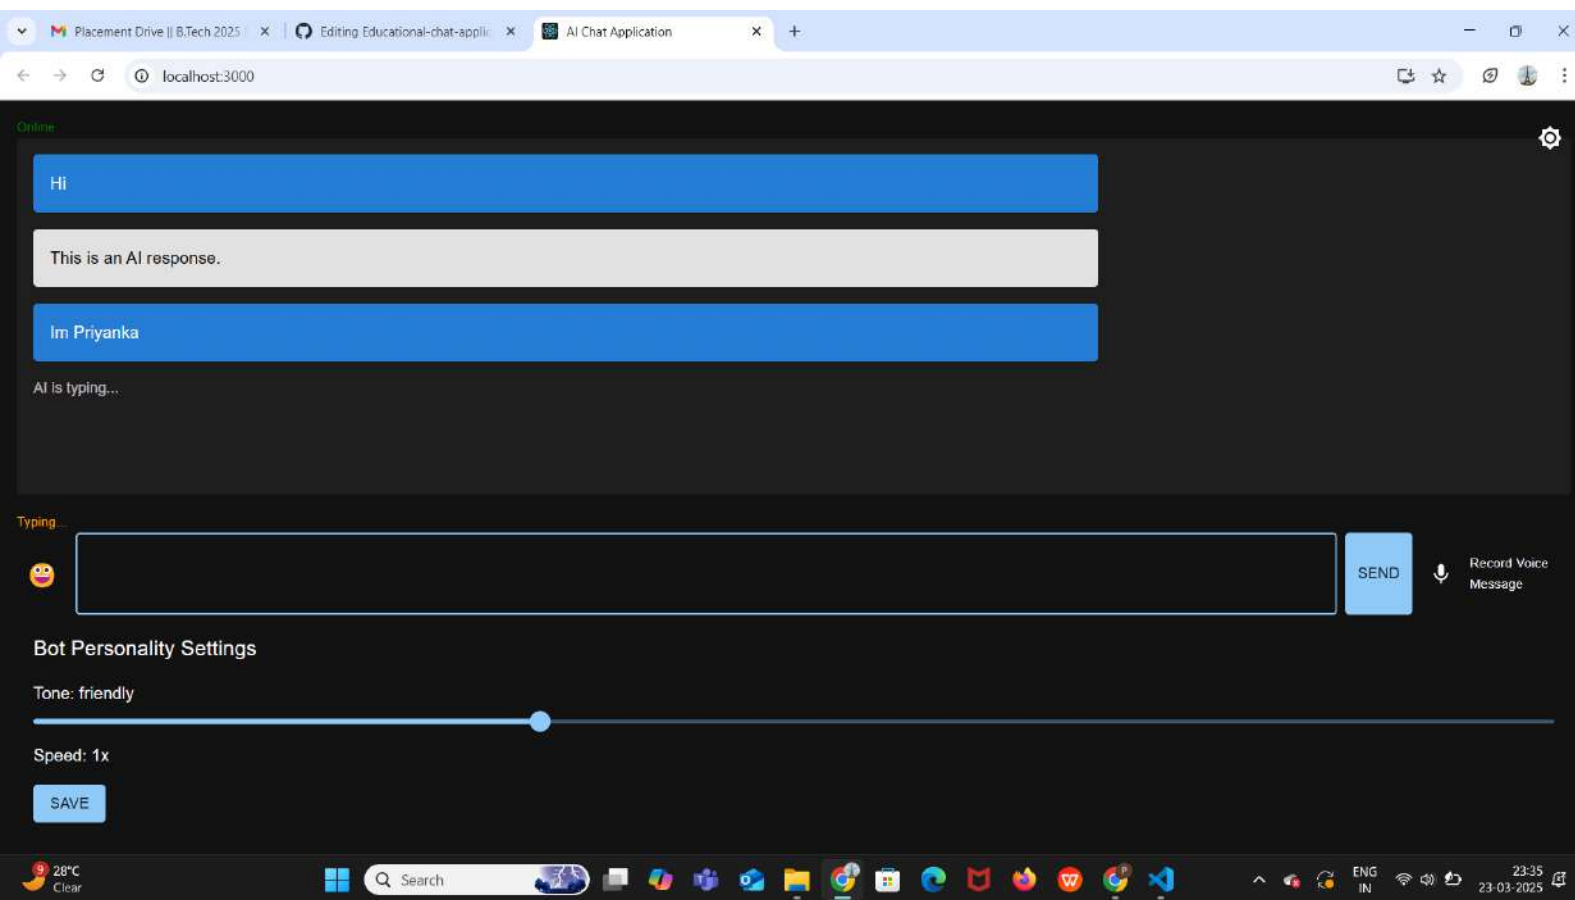 Placement Drive || B.Tech 2025
Editing Educational-chat-applic
AI Chat Application
localhost:3000
Online
Hi
This is an AI response.
Im Priyanka
AI is typing...
Typing...
SEND
Record Voice
Message
Bot Personality Settings
Tone: friendly
Speed: 1x
SAVE
9
28°C
Clear
Search
ENG
IN
23:35
23-03-2025